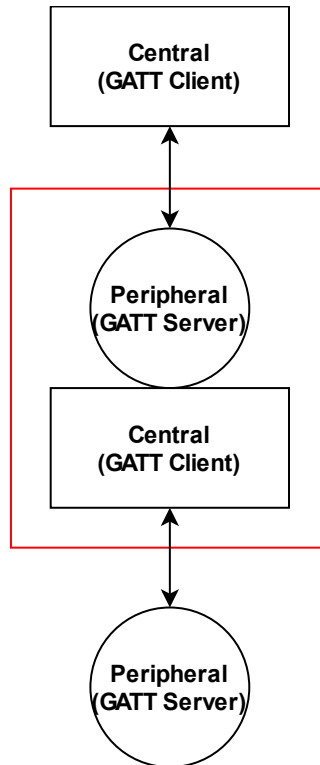 Central
(GATT Client)
Peripheral
(GATT Server)
Central
(GATT Client)
Peripheral
(GATT Server)